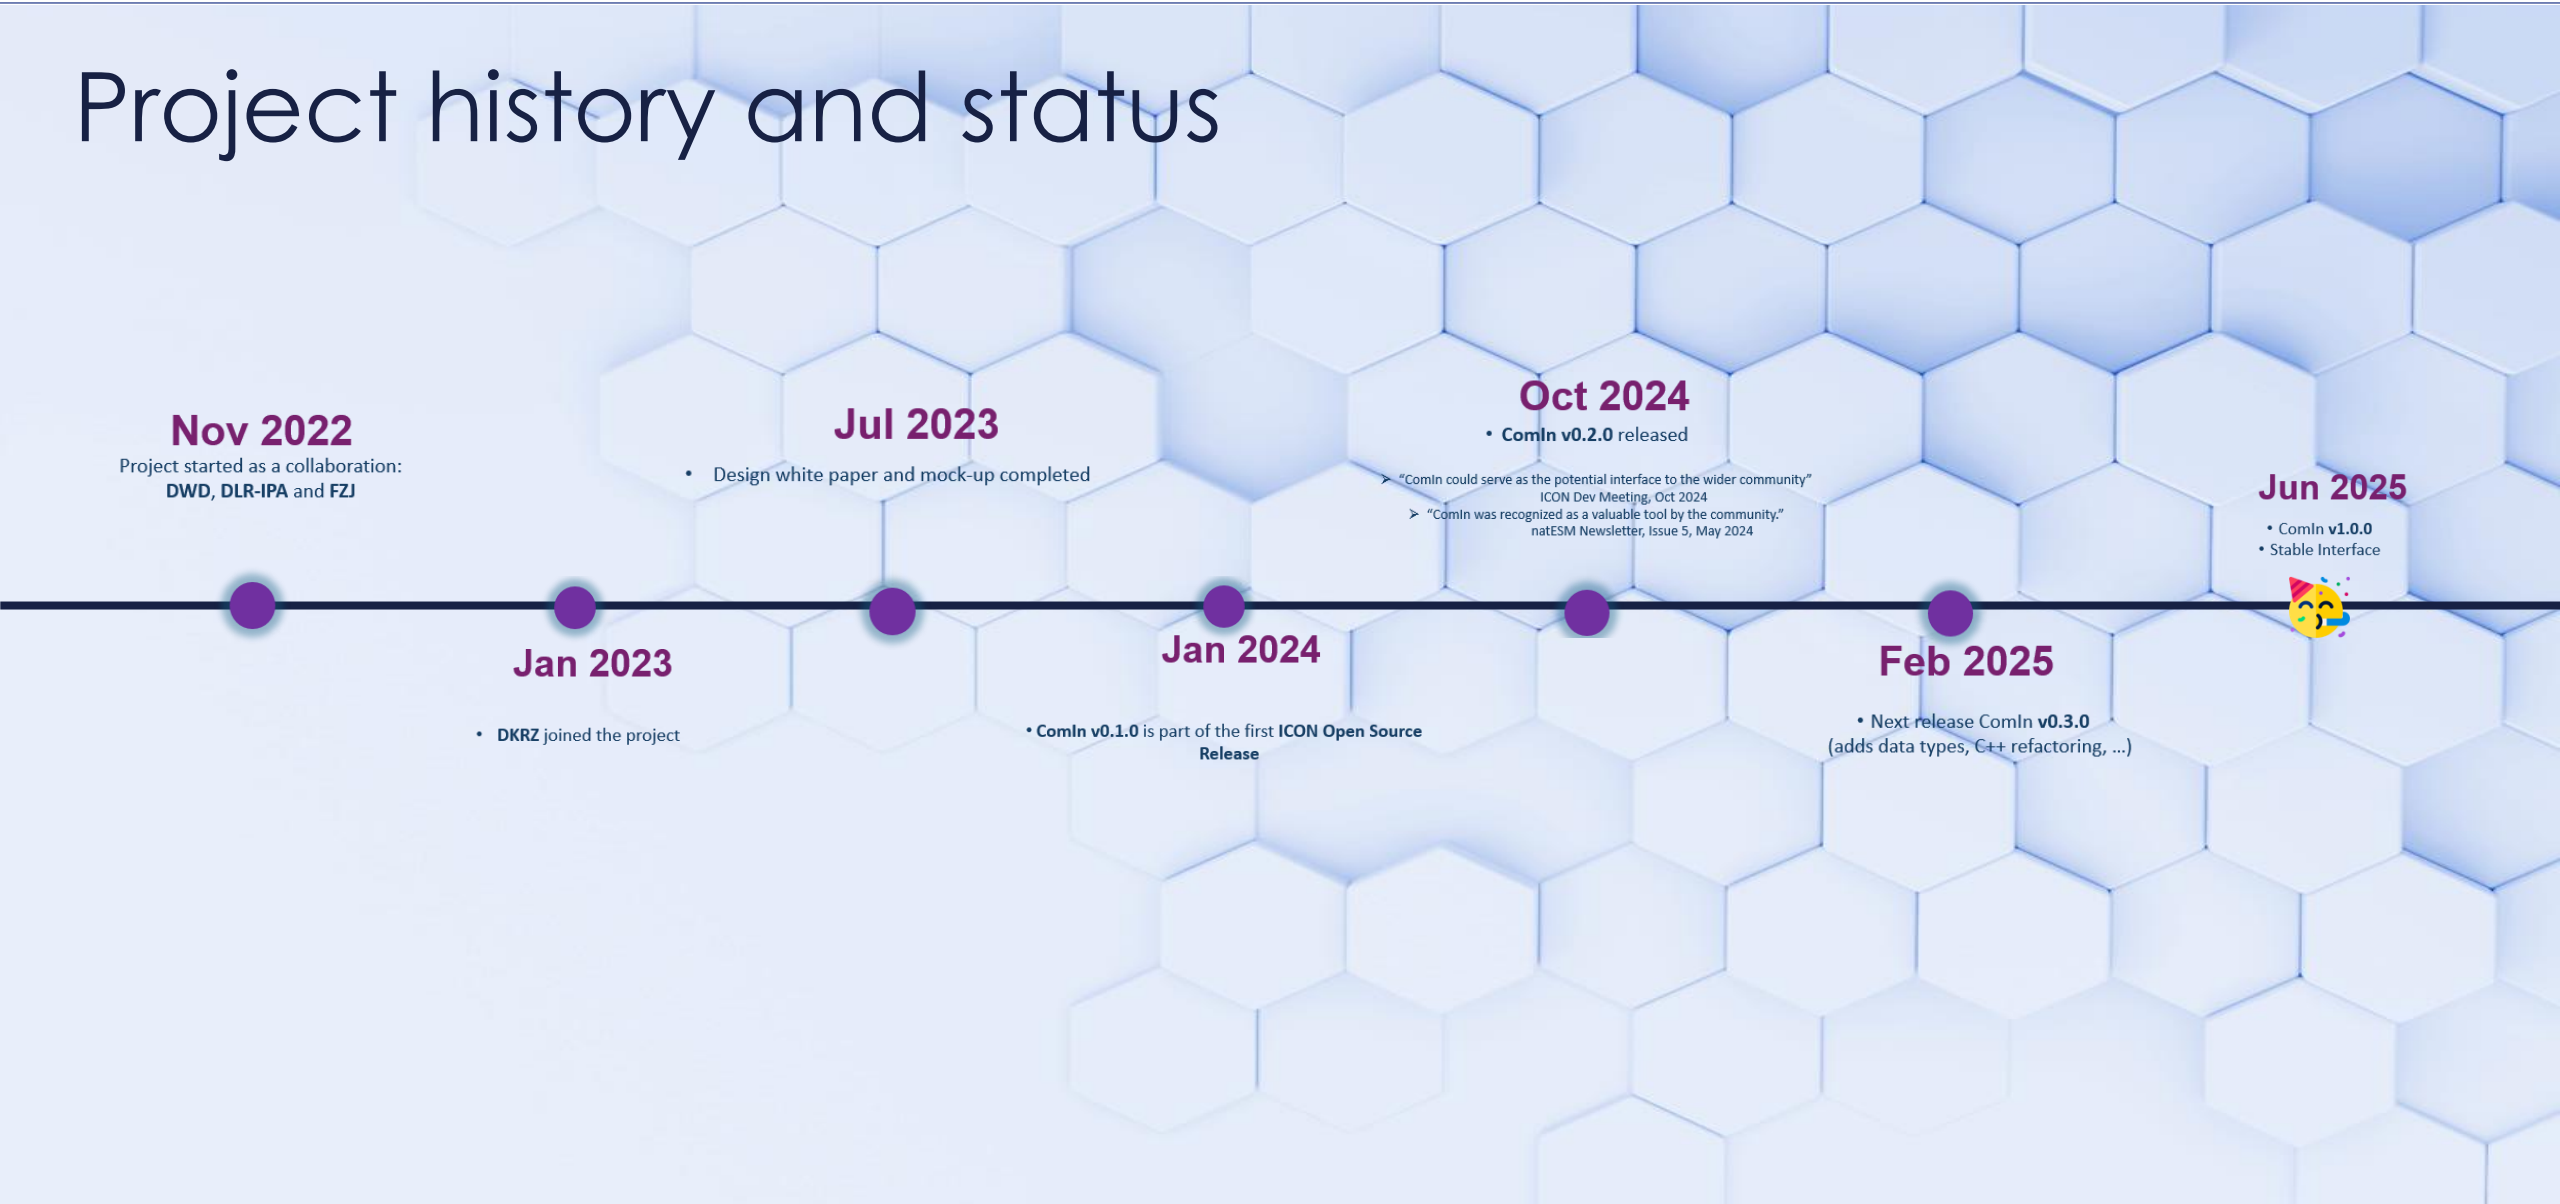 Project history and status
Nov 2022
Project started as a collaboration:
DWD, DLR-IPA and FZJ
Jan 2023
• DKRZ joined the project
Jul 2023
• Design white paper and mock-up completed
Jan 2024
• ComIn v0.1.0 is part of the first ICON Open Source
Release
Oct 2024
• ComIn v0.2.0 released
➢ “ComIn could serve as the potential interface to the wider community”
ICON Dev Meeting, Oct 2024
➢ “ComIn was recognized as a valuable tool by the community.”
natESM Newsletter, Issue 5, May 2024
Feb 2025
• Next release ComIn v0.3.0
(adds data types, C++ refactoring, ...)
Jun 2025
• ComIn v1.0.0
• Stable Interface